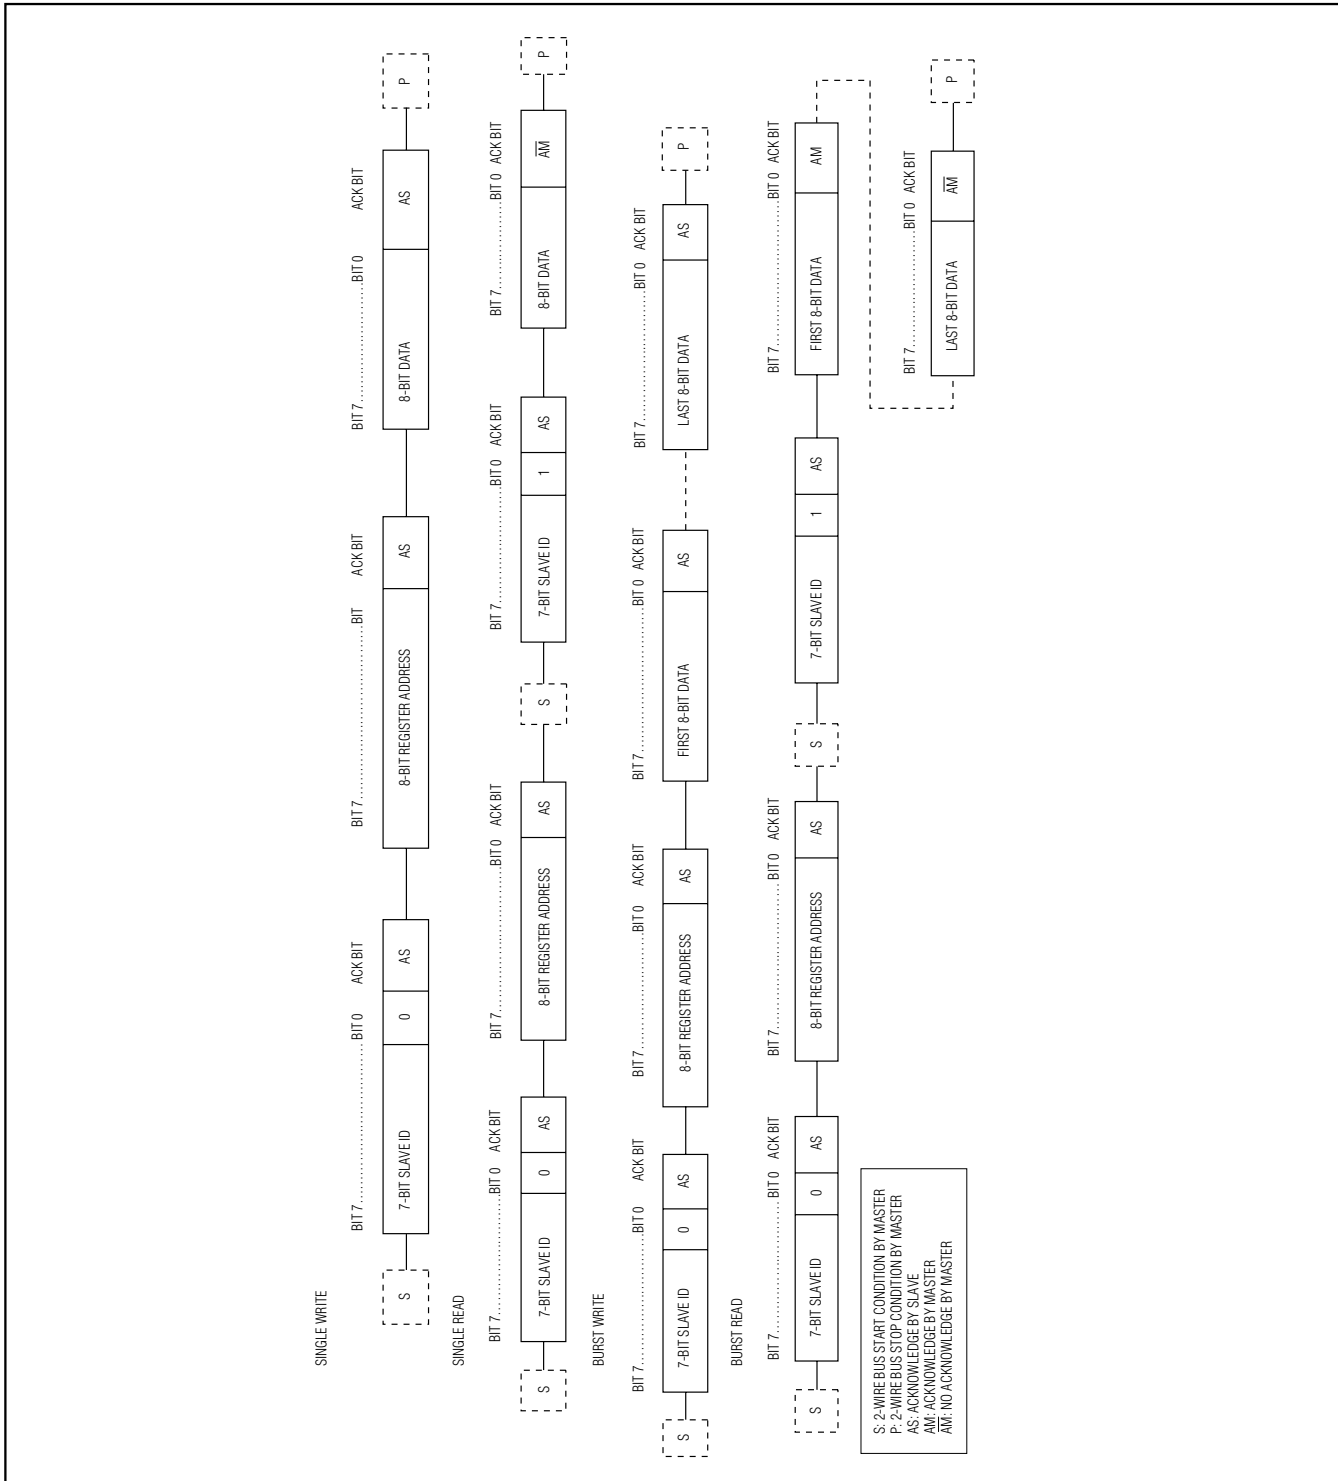 SINGLE WRITE
BIT 7..................BIT 0 ACK BIT BIT 7..................BIT ACK BIT BIT 7..................BIT 0 ACK BIT
S 7-BIT SLAVE ID 0 AS 8-BIT REGISTER ADDRESS AS 8-BIT DATA AS P
SINGLE READ
BIT 7..................BIT 0 ACK BIT BIT 7..................BIT 0 ACK BIT BIT 7..................BIT 0 ACK BIT BIT 7..................BIT 0 ACK BIT
S 7-BIT SLAVE ID 0 AS 8-BIT REGISTER ADDRESS AS S 7-BIT SLAVE ID 1 AS 8-BIT DATA A̅M̅ P
BURST WRITE
BIT 7..................BIT 0 ACK BIT BIT 7..................BIT 0 ACK BIT BIT 7..................BIT 0 ACK BIT BIT 7..................BIT 0 ACK BIT
S 7-BIT SLAVE ID 0 AS 8-BIT REGISTER ADDRESS AS FIRST 8-BIT DATA AS LAST 8-BIT DATA AS P
BURST READ
BIT 7..................BIT 0 ACK BIT BIT 7..................BIT 0 ACK BIT BIT 7..................BIT 0 ACK BIT
S 7-BIT SLAVE ID 0 AS 8-BIT REGISTER ADDRESS AS S 7-BIT SLAVE ID 1 AS FIRST 8-BIT DATA AM
BIT 7..................BIT 0 ACK BIT
LAST 8-BIT DATA A̅M̅ P
S: 2-WIRE BUS START CONDITION BY MASTER
P: 2-WIRE BUS STOP CONDITION BY MASTER
AS: ACKNOWLEDGE BY SLAVE
AM: ACKNOWLEDGE BY MASTER
A̅M̅: NO ACKNOWLEDGE BY MASTER